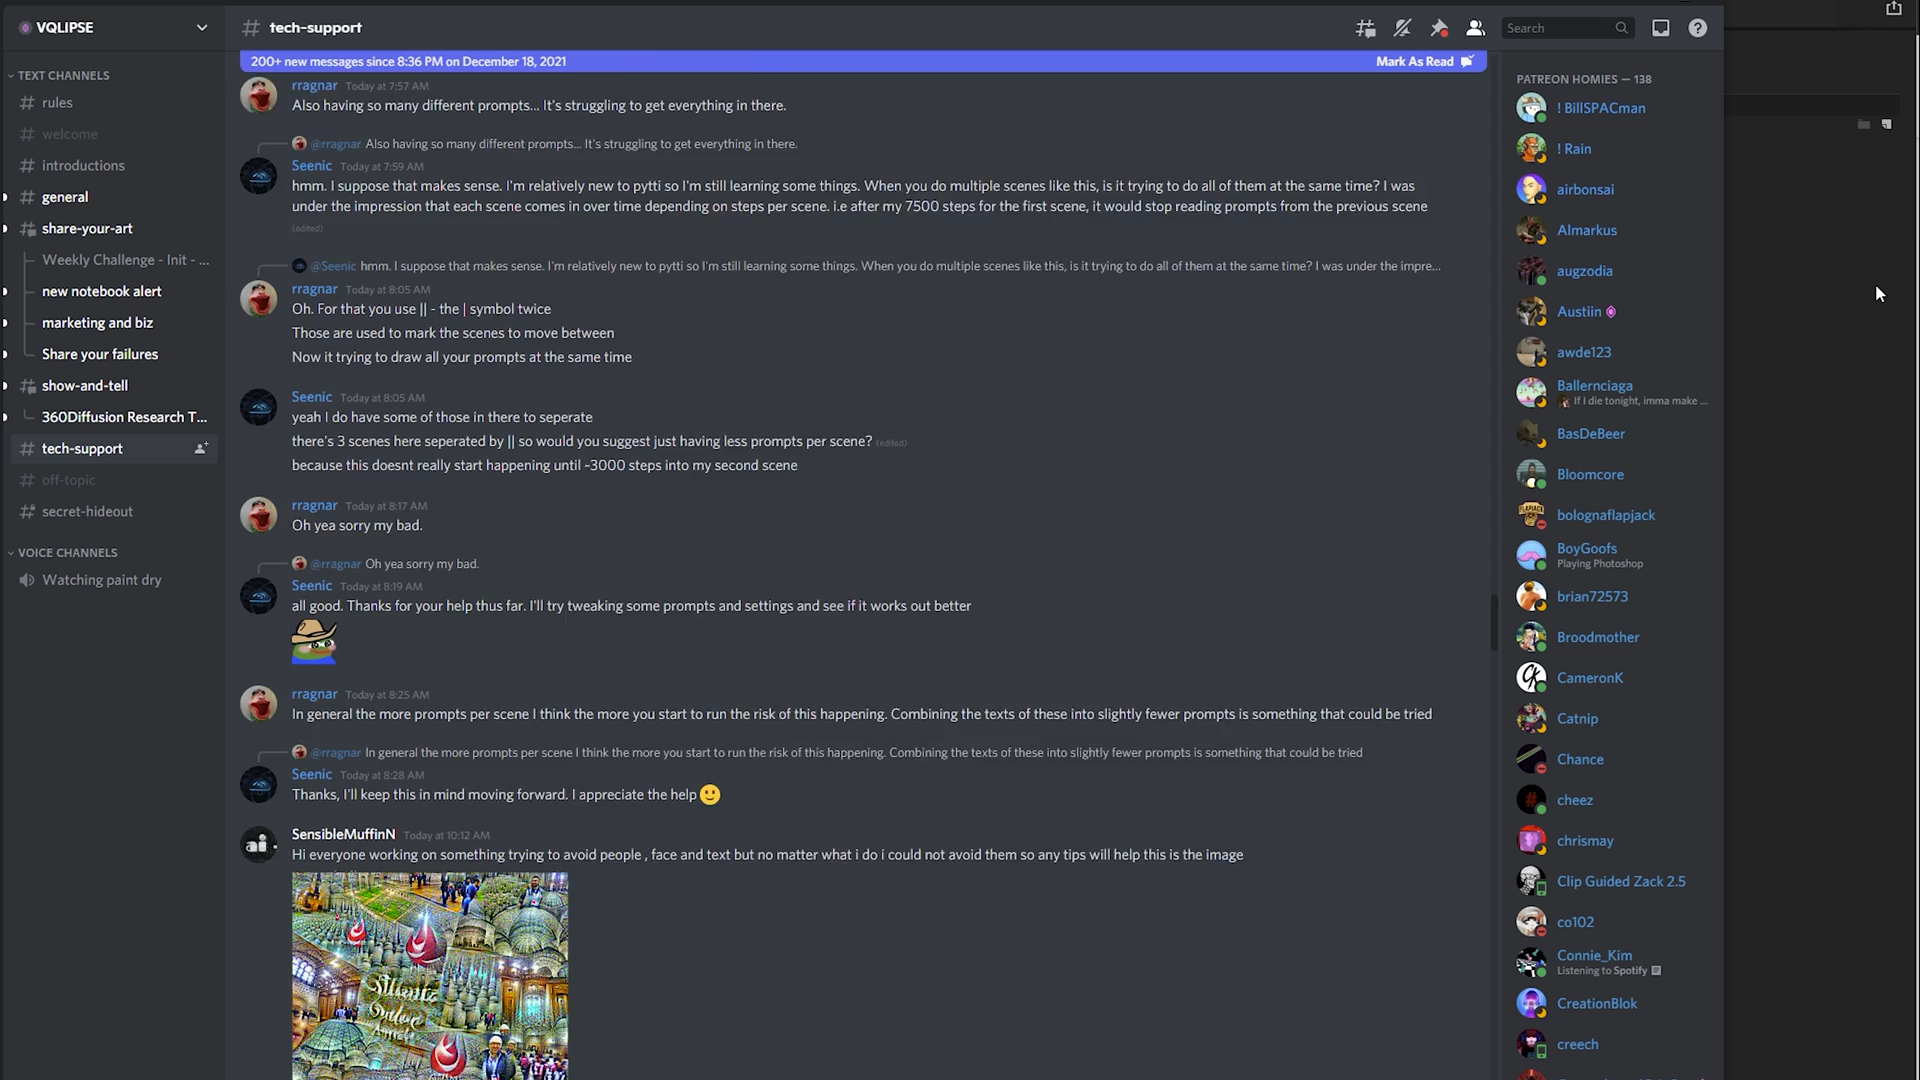 VQLIPSE
TEXT CHANNELS
rules
welcome
introductions
general
share-your-art
Weekly Challenge - Init - ...
new notebook alert
marketing and biz
Share your failures
show-and-tell
360Diffusion Research T...
tech-support
off-topic
secret-hideout
VOICE CHANNELS
Watching paint dry
# tech-support
Search
200+ new messages since 8:36 PM on December 18, 2021
Mark As Read
rragnar Today at 7:57 AM
Also having so many different prompts... It's struggling to get everything in there.
@rragnar Also having so many different prompts... It's struggling to get everything in there.
Seenic Today at 7:59 AM
hmm. I suppose that makes sense. I'm relatively new to pytti so I'm still learning some things. When you do multiple scenes like this, is it trying to do all of them at the same time? I was
under the impression that each scene comes in over time depending on steps per scene. i.e after my 7500 steps for the first scene, it would stop reading prompts from the previous scene
(edited)
@Seenic hmm. I suppose that makes sense. I'm relatively new to pytti so I'm still learning some things. When you do multiple scenes like this, is it trying to do all of them at the same time? I was under the impre...
rragnar Today at 8:05 AM
Oh. For that you use || - the | symbol twice
Those are used to mark the scenes to move between
Now it trying to draw all your prompts at the same time
Seenic Today at 8:05 AM
yeah I do have some of those in there to seperate
there's 3 scenes here seperated by || so would you suggest just having less prompts per scene? (edited)
because this doesnt really start happening until ~3000 steps into my second scene
rragnar Today at 8:17 AM
Oh yea sorry my bad.
@rragnar Oh yea sorry my bad.
Seenic Today at 8:19 AM
all good. Thanks for your help thus far. I'll try tweaking some prompts and settings and see if it works out better
rragnar Today at 8:25 AM
In general the more prompts per scene I think the more you start to run the risk of this happening. Combining the texts of these into slightly fewer prompts is something that could be tried
@rragnar In general the more prompts per scene I think the more you start to run the risk of this happening. Combining the texts of these into slightly fewer prompts is something that could be tried
Seenic Today at 8:28 AM
Thanks, I'll keep this in mind moving forward. I appreciate the help
ai
SensibleMuffinN Today at 10:12 AM
Hi everyone working on something trying to avoid people , face and text but no matter what i do i could not avoid them so any tips will help this is the image
PATREON HOMIES — 138
! BillSPACman
! Rain
airbonsai
Almarkus
augzodia
Austiin
awde123
Ballernciaga
If I die tonight, imma make ...
BasDeBeer
Bloomcore
bolognaflapjack
BoyGoofs
Playing Photoshop
brian72573
Broodmother
CameronK
Catnip
Chance
cheez
chrismay
Clip Guided Zack 2.5
co102
Connie_Kim
Listening to Spotify
CreationBlok
creech